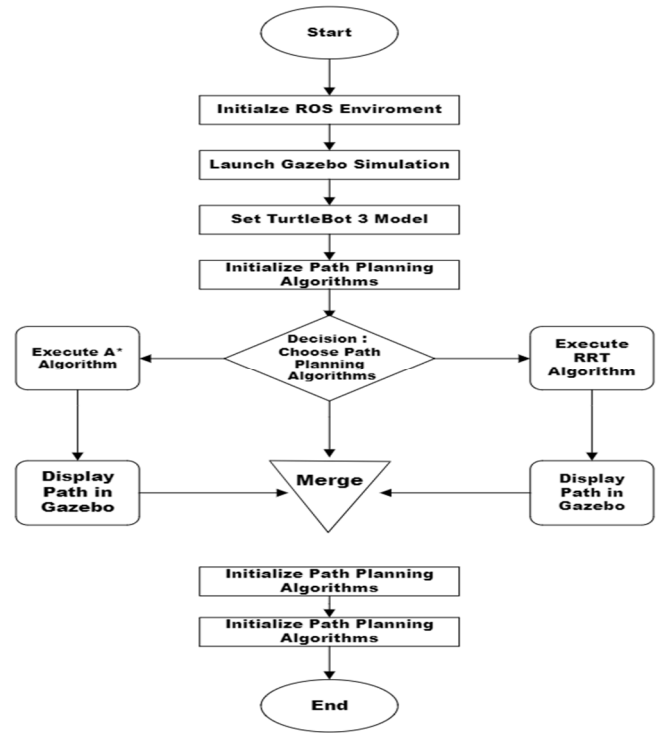 Start
Initialze ROS Enviroment
Launch Gazebo Simulation
Set TurtleBot 3 Model
Initialize Path Planning
Algorithms
Decision :
Choose Path
Planning
Algorithms
Execute A*
Algorithm
Execute
RRT
Algorithm
Display
Path in
Gazebo
Merge
Display
Path in
Gazebo
Initialize Path Planning
Algorithms
Initialize Path Planning
Algorithms
End